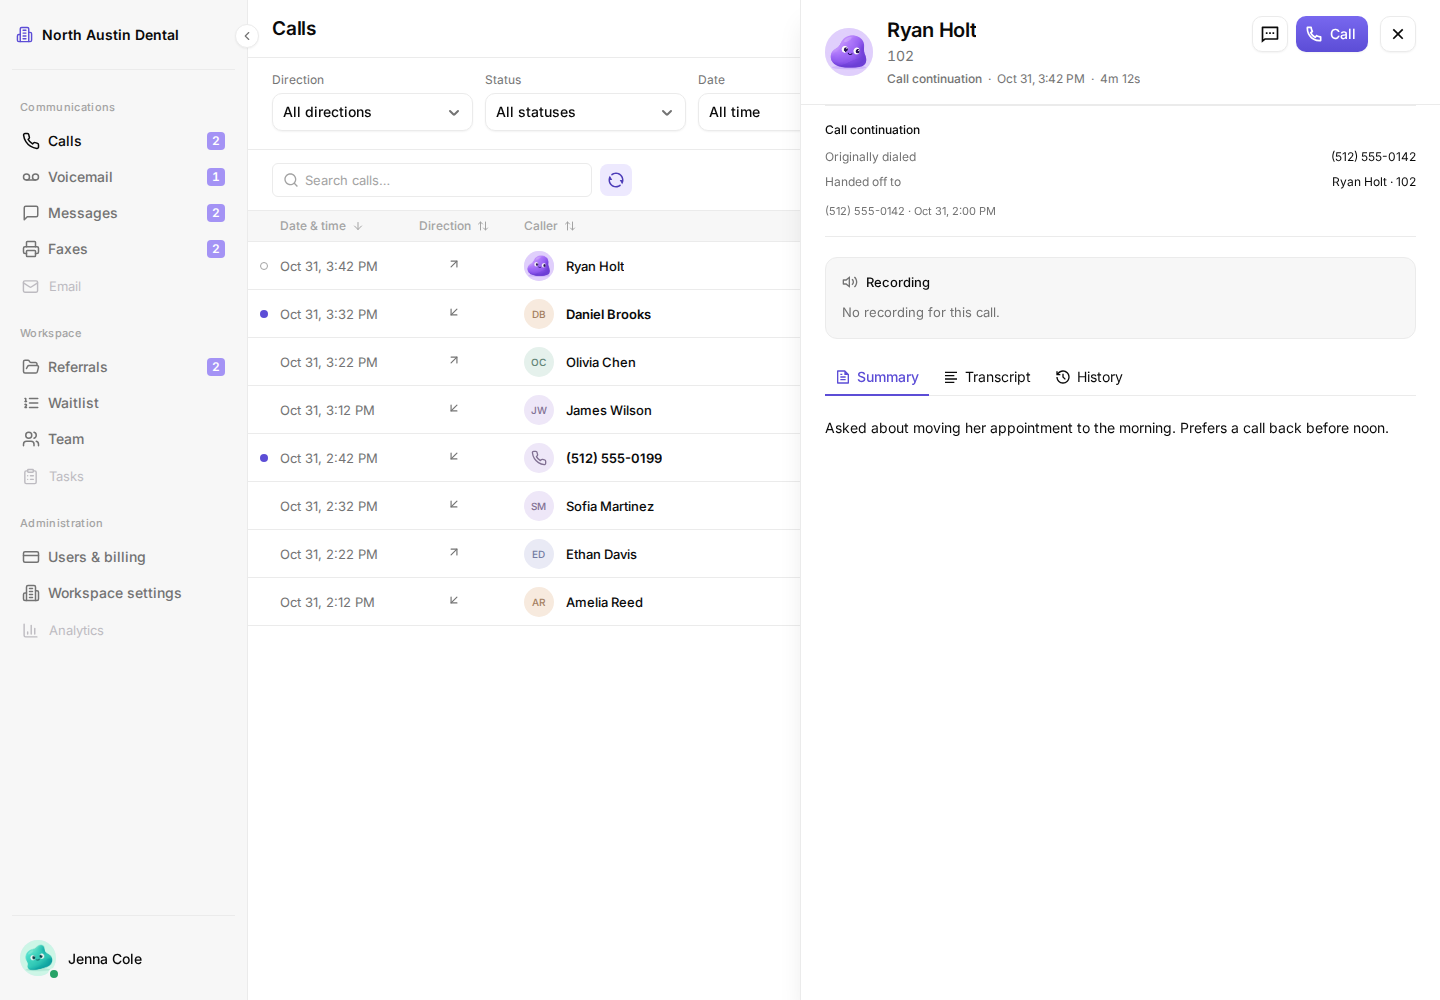 North Austin Dental
Communications
Calls 2
Voicemail 1
Messages 2
Faxes 2
Email
Workspace
Referrals 2
Waitlist
Team
Tasks
Administration
Users & billing
Workspace settings
Analytics
Jenna Cole
Calls
Direction Status Date
All directions All statuses All time
Search calls...
Date & time Direction Caller
Oct 31, 3:42 PM Ryan Holt
Oct 31, 3:32 PM DB Daniel Brooks
Oct 31, 3:22 PM OC Olivia Chen
Oct 31, 3:12 PM JW James Wilson
Oct 31, 2:42 PM (512) 555-0199
Oct 31, 2:32 PM SM Sofia Martinez
Oct 31, 2:22 PM ED Ethan Davis
Oct 31, 2:12 PM AR Amelia Reed
Ryan Holt
102
Call continuation · Oct 31, 3:42 PM · 4m 12s
Call
Call continuation
Originally dialed (512) 555-0142
Handed off to Ryan Holt · 102
(512) 555-0142 · Oct 31, 2:00 PM
Recording
No recording for this call.
Summary Transcript History
Asked about moving her appointment to the morning. Prefers a call back before noon.